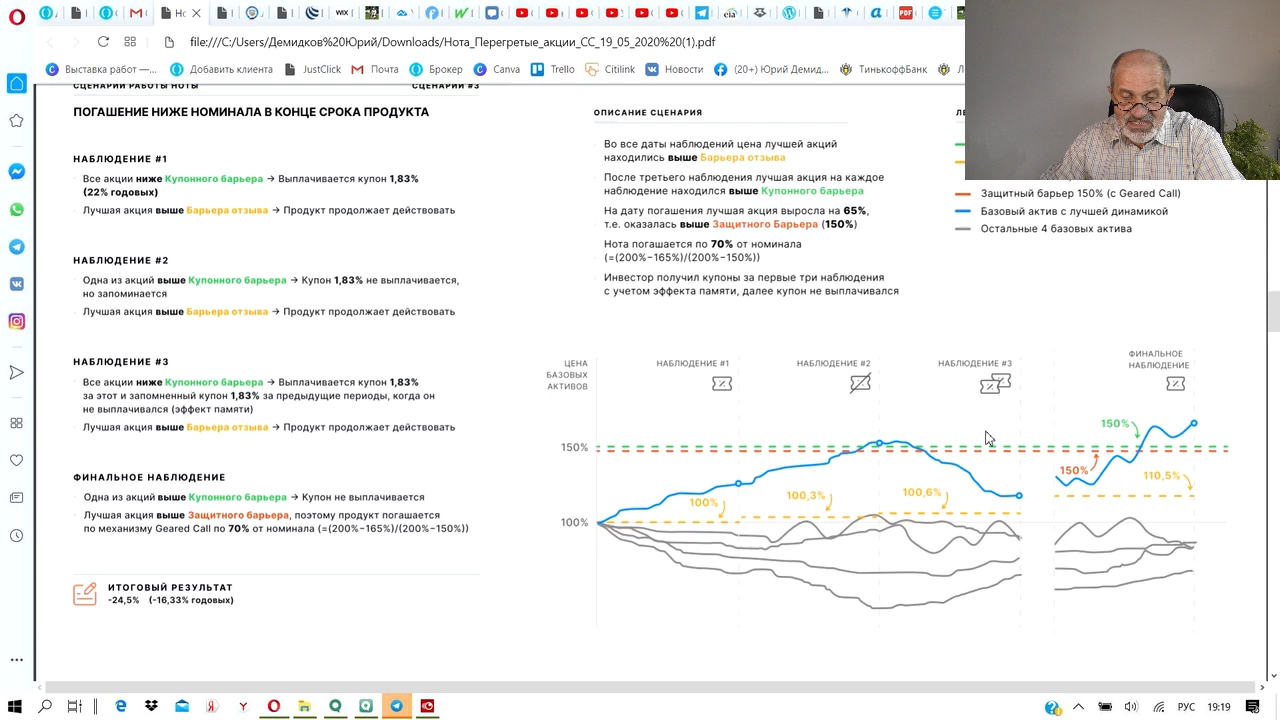 file:///C:/Users/Демидков%20Юрий/Downloads/Нота_Перегретые_акции_СС_19_05_2020%20(1).pdf
Выставка работ —...
Добавить клиента
JustClick
Почта
Брокер
Canva
Trello
Citilink
Новости
(20+) Юрий Демид...
ТинькоффБанк
СЦЕНАРИИ РАБОТЫ НОТЫ
СЦЕНАРИЙ #3
ПОГАШЕНИЕ НИЖЕ НОМИНАЛА В КОНЦЕ СРОКА ПРОДУКТА
НАБЛЮДЕНИЕ #1
Все акции ниже Купонного барьера → Выплачивается купон 1,83%
(22% годовых)
Лучшая акция выше Барьера отзыва → Продукт продолжает действовать
НАБЛЮДЕНИЕ #2
Одна из акций выше Купонного барьера → Купон 1,83% не выплачивается,
но запоминается
Лучшая акция выше Барьера отзыва → Продукт продолжает действовать
НАБЛЮДЕНИЕ #3
Все акции ниже Купонного барьера → Выплачивается купон 1,83%
за этот и запомненный купон 1,83% за предыдущие периоды, когда он
не выплачивался (эффект памяти)
Лучшая акция выше Барьера отзыва → Продукт продолжает действовать
ФИНАЛЬНОЕ НАБЛЮДЕНИЕ
Одна из акций выше Купонного барьера → Купон не выплачивается
Лучшая акция выше Защитного барьера, поэтому продукт погашается
по механизму Geared Call по 70% от номинала (=(200%−165%)/(200%−150%))
ИТОГОВЫЙ РЕЗУЛЬТАТ
-24,5% (-16,33% годовых)
ОПИСАНИЕ СЦЕНАРИЯ
Во все даты наблюдений цена лучшей акций
находились выше Барьера отзыва
После третьего наблюдения лучшая акция на каждое
наблюдение находился выше Купонного барьера
На дату погашения лучшая акция выросла на 65%,
т.е. оказалась выше Защитного Барьера (150%)
Нота погашается по 70% от номинала
(=(200%−165%)/(200%−150%))
Инвестор получил купоны за первые три наблюдения
с учетом эффекта памяти, далее купон не выплачивался
Защитный барьер 150% (с Geared Call)
Базовый актив с лучшей динамикой
Остальные 4 базовых актива
ЦЕНА
БАЗОВЫХ
АКТИВОВ
НАБЛЮДЕНИЕ #1
НАБЛЮДЕНИЕ #2
НАБЛЮДЕНИЕ #3
ФИНАЛЬНОЕ
НАБЛЮДЕНИЕ
150%
100%
100%
100,3%
100,6%
150%
150%
110,5%
РУС
19:19